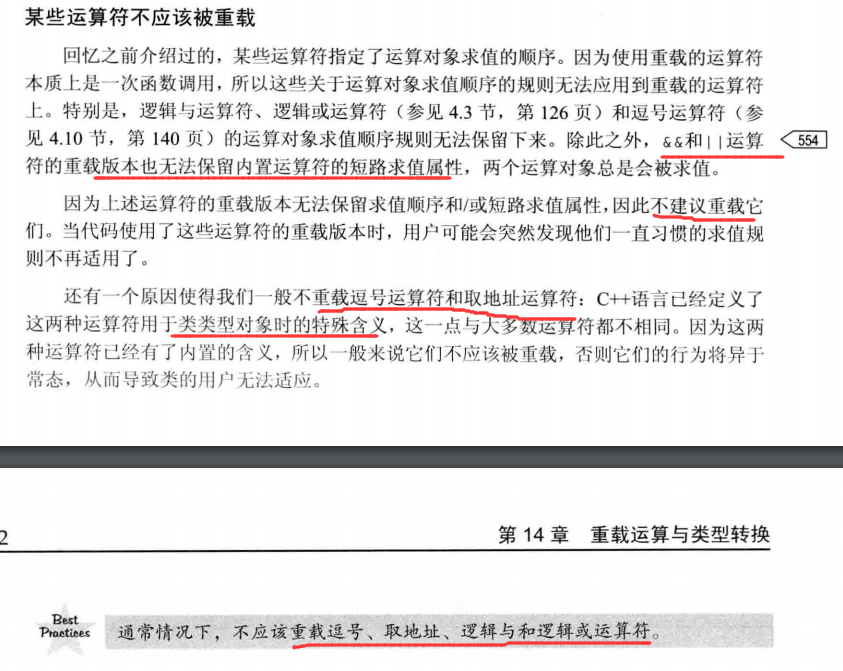 某些运算符不应该被重载
回忆之前介绍过的，某些运算符指定了运算对象求值的顺序。因为使用重载的运算符
本质上是一次函数调用，所以这些关于运算对象求值顺序的规则无法应用到重载的运算符
上。特别是，逻辑与运算符、逻辑或运算符（参见 4.3 节，第 126 页）和逗号运算符（参
见 4.10 节，第 140 页）的运算对象求值顺序规则无法保留下来。除此之外，&&和||运算
554
符的重载版本也无法保留内置运算符的短路求值属性，两个运算对象总是会被求值。
因为上述运算符的重载版本无法保留求值顺序和/或短路求值属性，因此不建议重载它
们。当代码使用了这些运算符的重载版本时，用户可能会突然发现他们一直习惯的求值规
则不再适用了。
还有一个原因使得我们一般不重载逗号运算符和取地址运算符：C++语言已经定义了
这两种运算符用于类类型对象时的特殊含义，这一点与大多数运算符都不相同。因为这两
种运算符已经有了内置的含义，所以一般来说它们不应该被重载，否则它们的行为将异于
常态，从而导致类的用户无法适应。
2
第 14 章 重载运算与类型转换
Best
Practices
通常情况下，不应该重载逗号、取地址、逻辑与和逻辑或运算符。